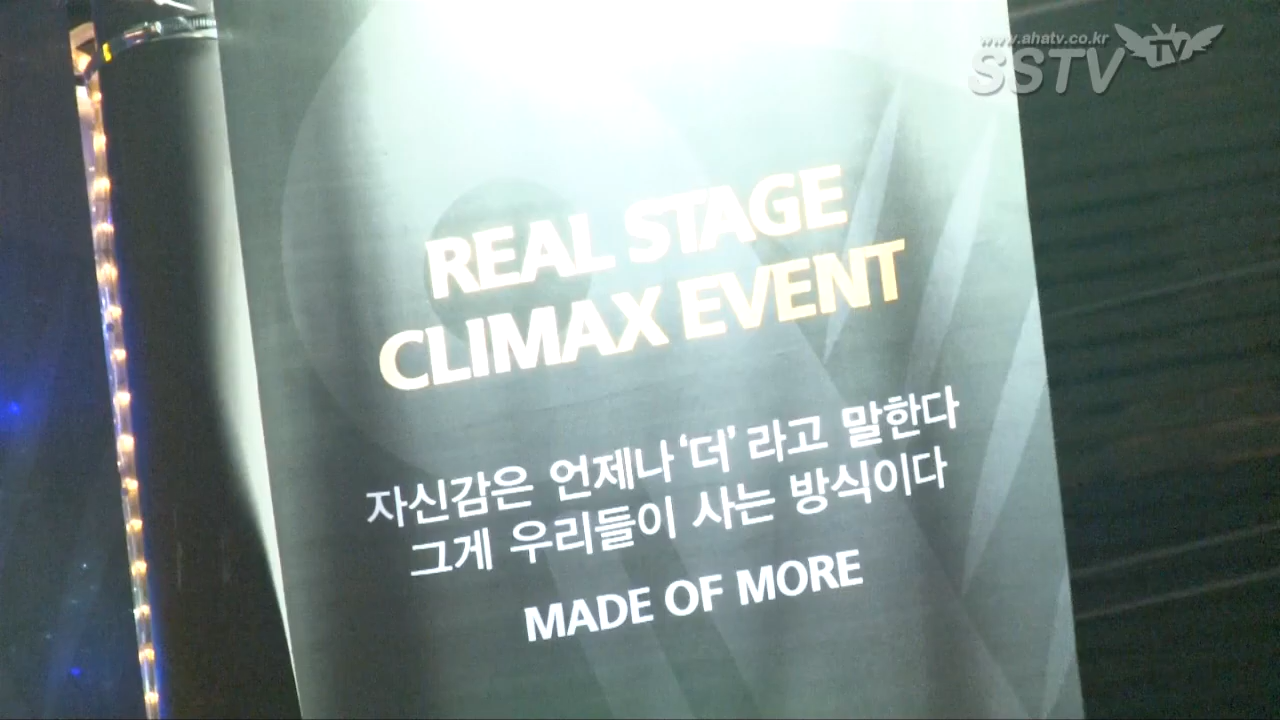 www.ahatv.co.kr
SSTV
TV
REAL STAGE
CLIMAX EVENT
자신감은 언제나 ‘더’ 라고 말한다
그게 우리들이 사는 방식이다
MADE OF MORE